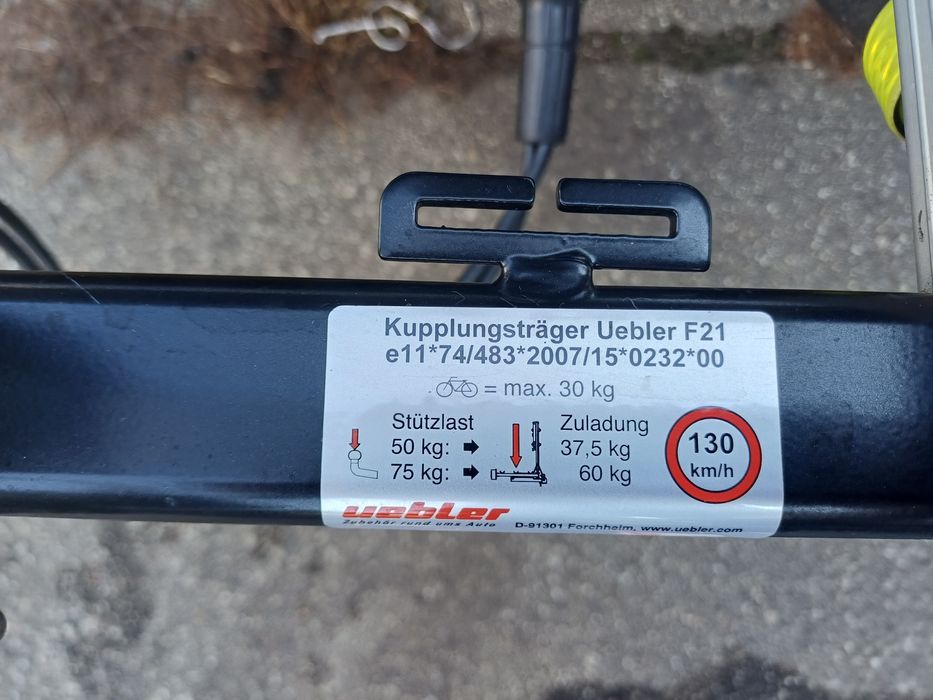 Kupplungsträger Uebler F21
e11*74/483*2007/15*0232*00
= max. 30 kg
Stützlast Zuladung
50 kg: 37,5 kg
75 kg: 60 kg
130
km/h
uebler
Zubehör rund ums Auto
D-91301 Forchheim, www.uebler.com